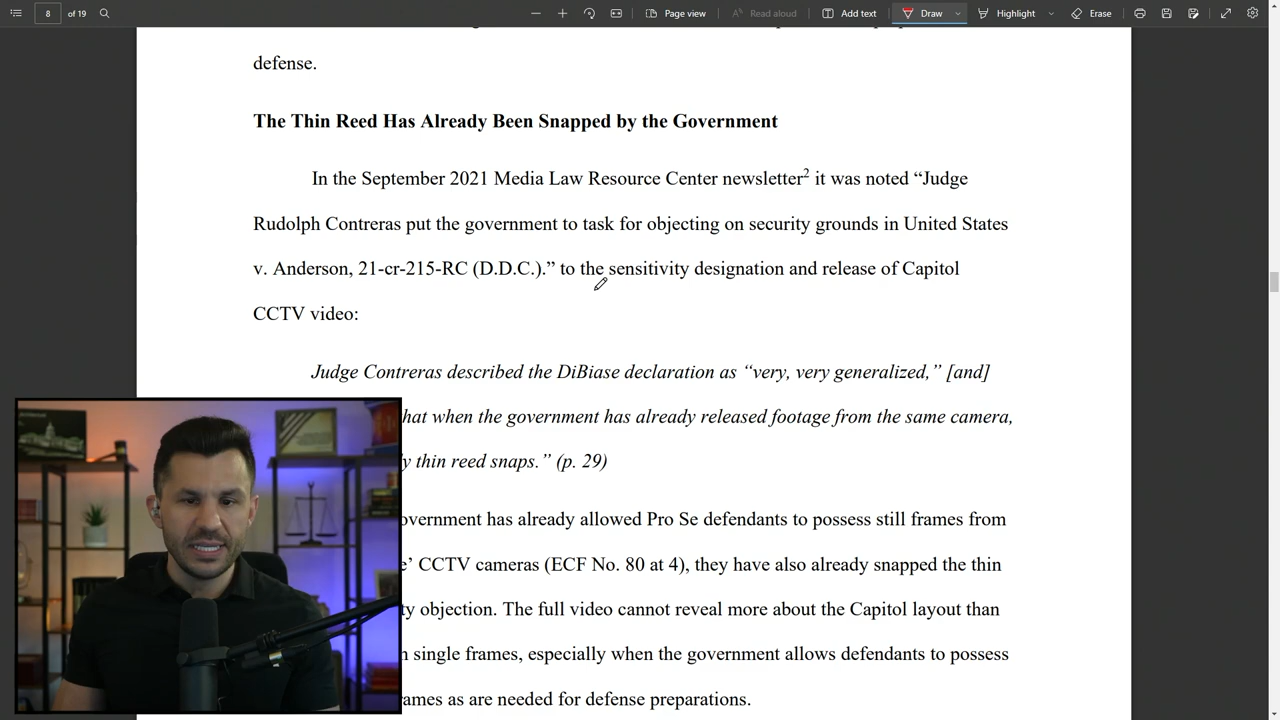 8 of 19 Page view Read aloud Add text Draw Highlight Erase
defense.
The Thin Reed Has Already Been Snapped by the Government
In the September 2021 Media Law Resource Center newsletter2 it was noted “Judge
Rudolph Contreras put the government to task for objecting on security grounds in United States
v. Anderson, 21-cr-215-RC (D.D.C.).” to the sensitivity designation and release of Capitol
CCTV video:
Judge Contreras described the DiBiase declaration as “very, very generalized,” [and]
hat when the government has already released footage from the same camera,
y thin reed snaps.” (p. 29)
overnment has already allowed Pro Se defendants to possess still frames from
e’ CCTV cameras (ECF No. 80 at 4), they have also already snapped the thin
ty objection. The full video cannot reveal more about the Capitol layout than
n single frames, especially when the government allows defendants to possess
rames as are needed for defense preparations.